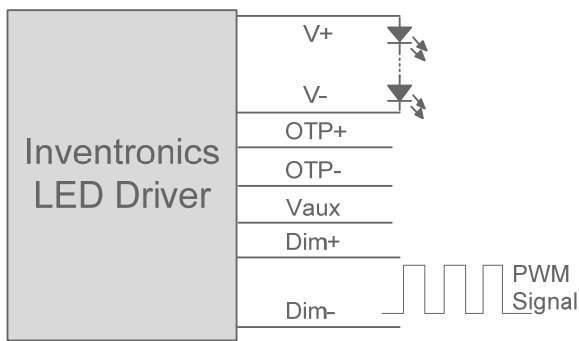 Inventronics
LED Driver
V+
V-
OTP+
OTP-
Vaux
Dim+
Dim-
PWM
Signal